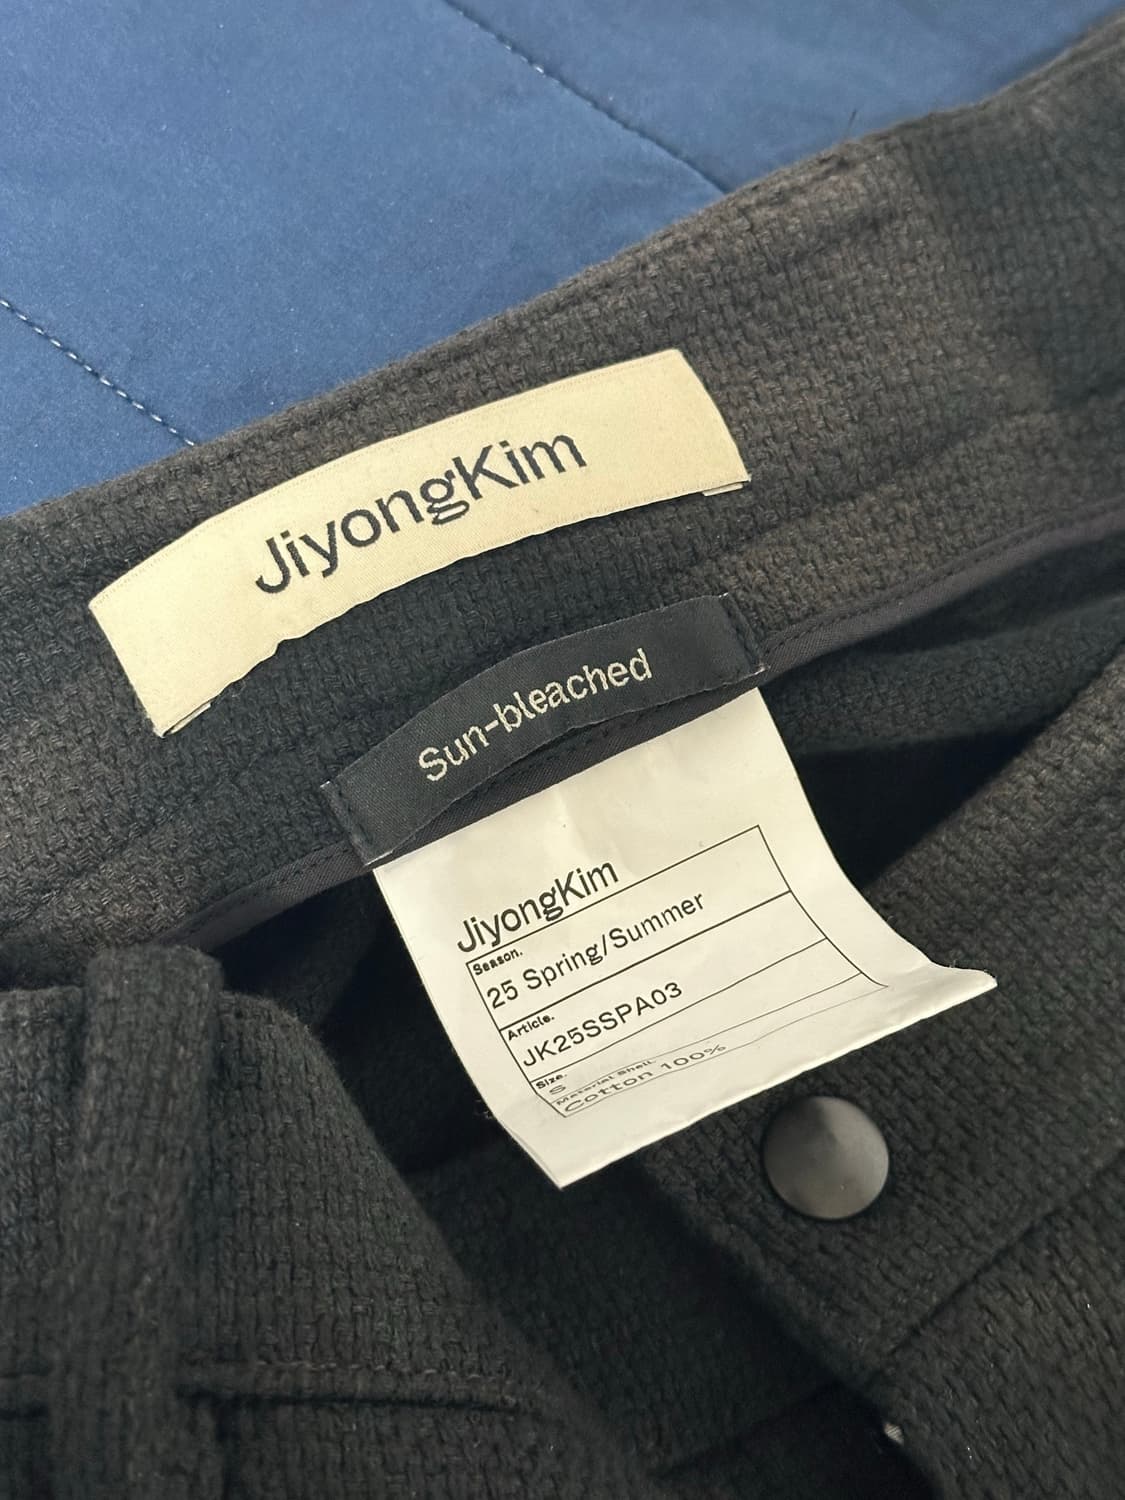 JiyongKim
Sun-bleached
JiyongKim
Season.
25 Spring/Summer
Article.
JK25SSPA03
Size.
S
Material Shell.
Cotton 100%